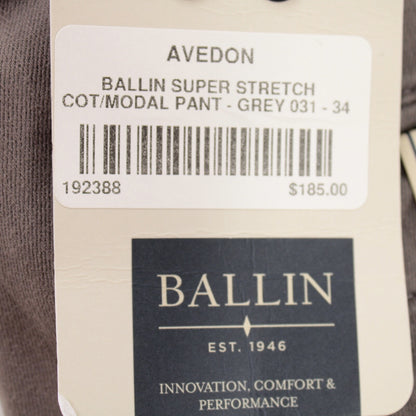 AVEDON
BALLIN SUPER STRETCH
COT/MODAL PANT - GREY 031 - 34
192388 $185.00
BALLIN
EST. 1946
INNOVATION, COMFORT &
PERFORMANCE